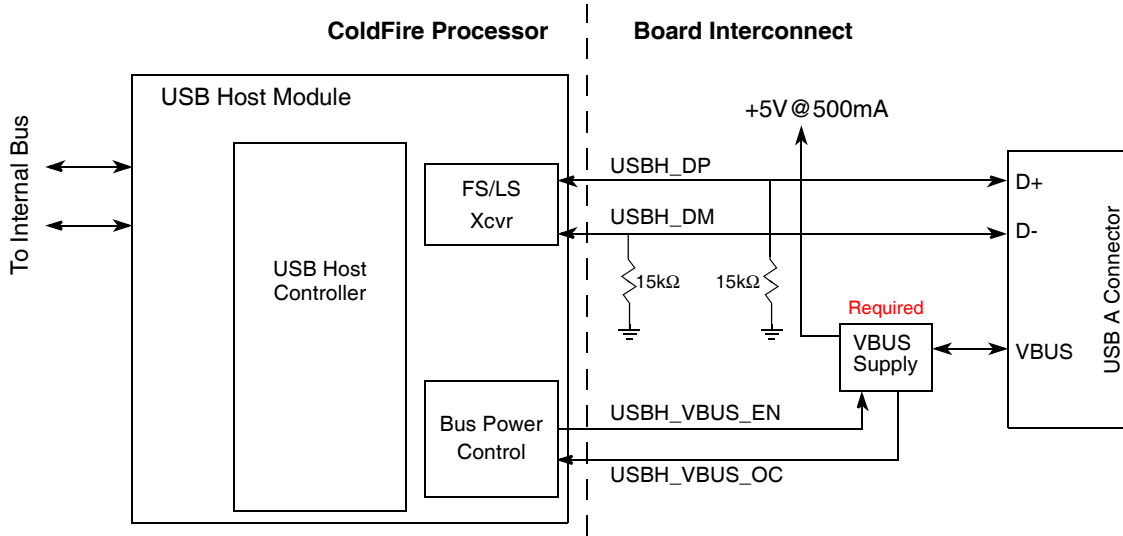 ColdFire Processor
Board Interconnect
USB Host Module
To Internal Bus
+5V@500mA
USBH_DP
FS/LS
Xcvr
D+
USBH_DM
D-
USB Host
Controller
15kΩ
15kΩ
Required
VBUS
Supply
VBUS
USB A Connector
Bus Power
Control
USBH_VBUS_EN
USBH_VBUS_OC